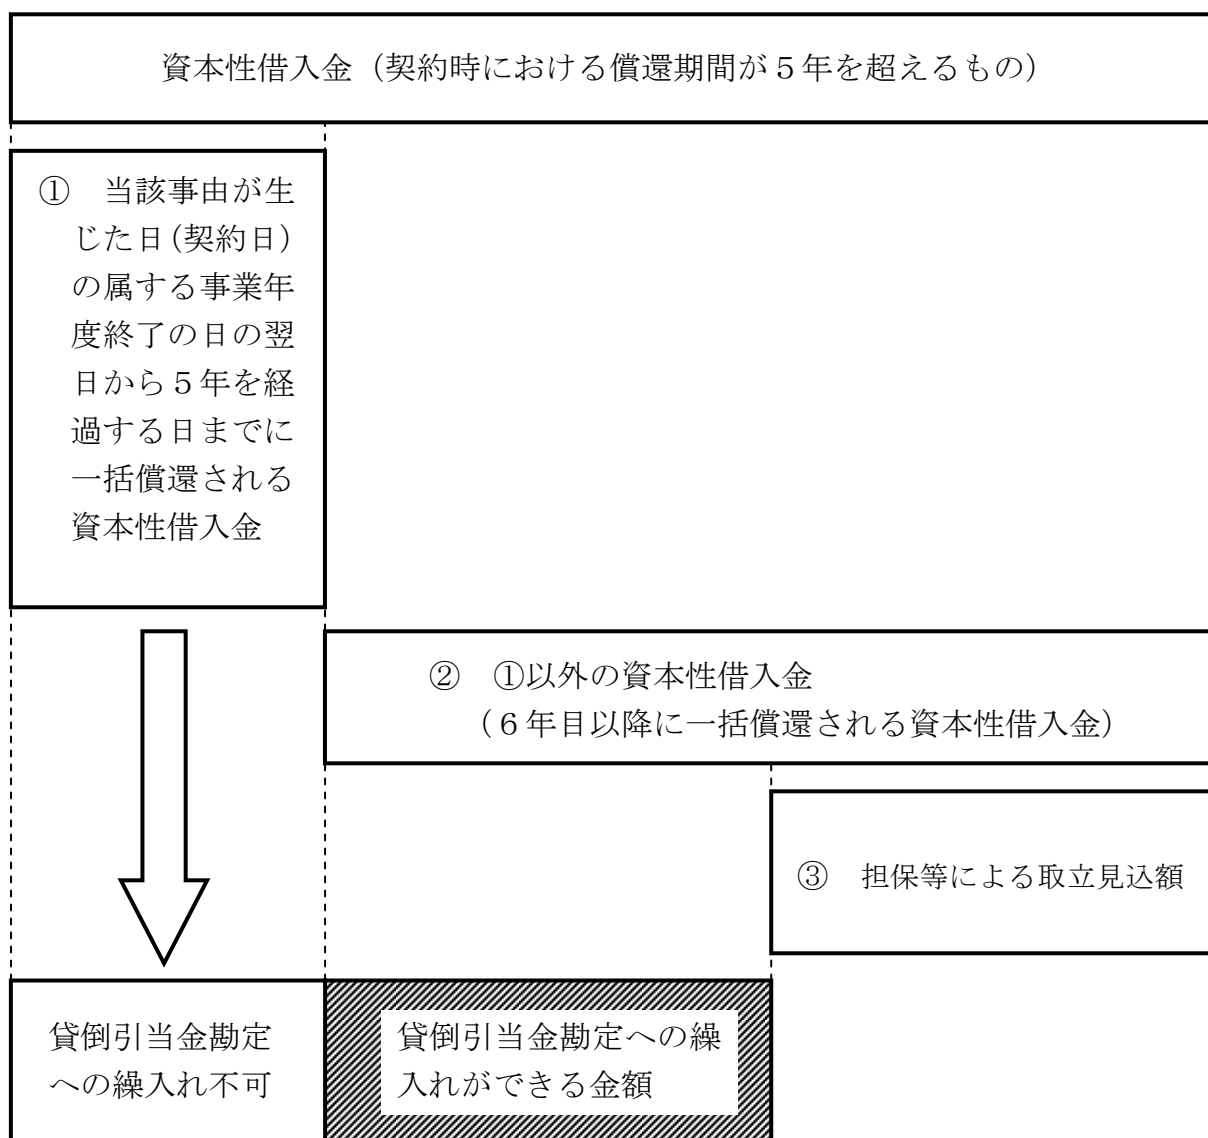 資本性借入金（契約時における償還期間が５年を超えるもの）
①　当該事由が生
じた日（契約日）
の属する事業年
度終了の日の翌
日から５年を経
過する日までに
一括償還される
資本性借入金
②　①以外の資本性借入金
（６年目以降に一括償還される資本性借入金）
③　担保等による取立見込額
貸倒引当金勘定
への繰入れ不可
貸倒引当金勘定への繰
入れができる金額